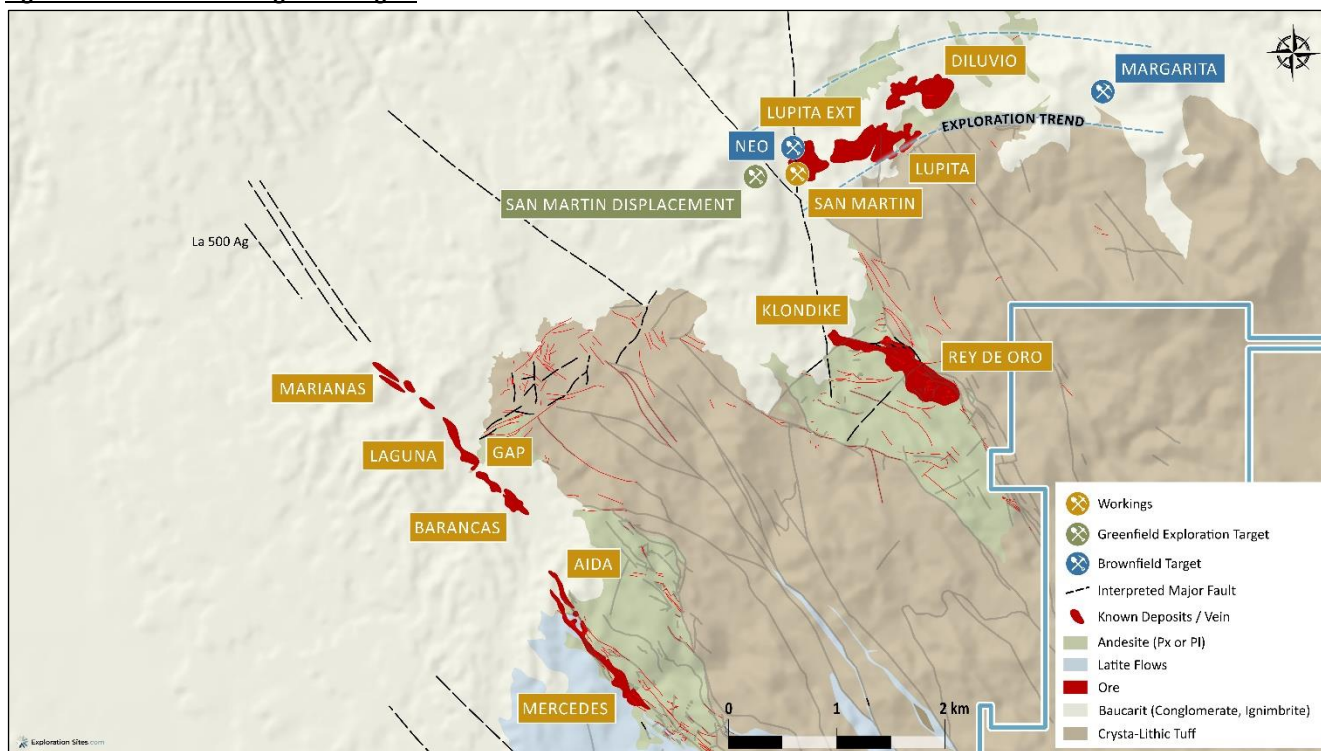 DILUVIO
MARGARITA
LUPITA EXT
EXPLORATION TREND
NEO
LUPITA
SAN MARTIN DISPLACEMENT
SAN MARTIN
La 500 Ag
KLONDIKE
REY DE ORO
MARIANAS
LAGUNA
GAP
BARANCAS
AIDA
MERCEDES
0 1 2 km
Workings
Greenfield Exploration Target
Brownfield Target
Interpreted Major Fault
Known Deposits / Vein
Andesite (Px or Pl)
Latite Flows
Ore
Baucarit (Conglomerate, Ignimbrite)
Crysta-Lithic Tuff
Exploration Sites.com